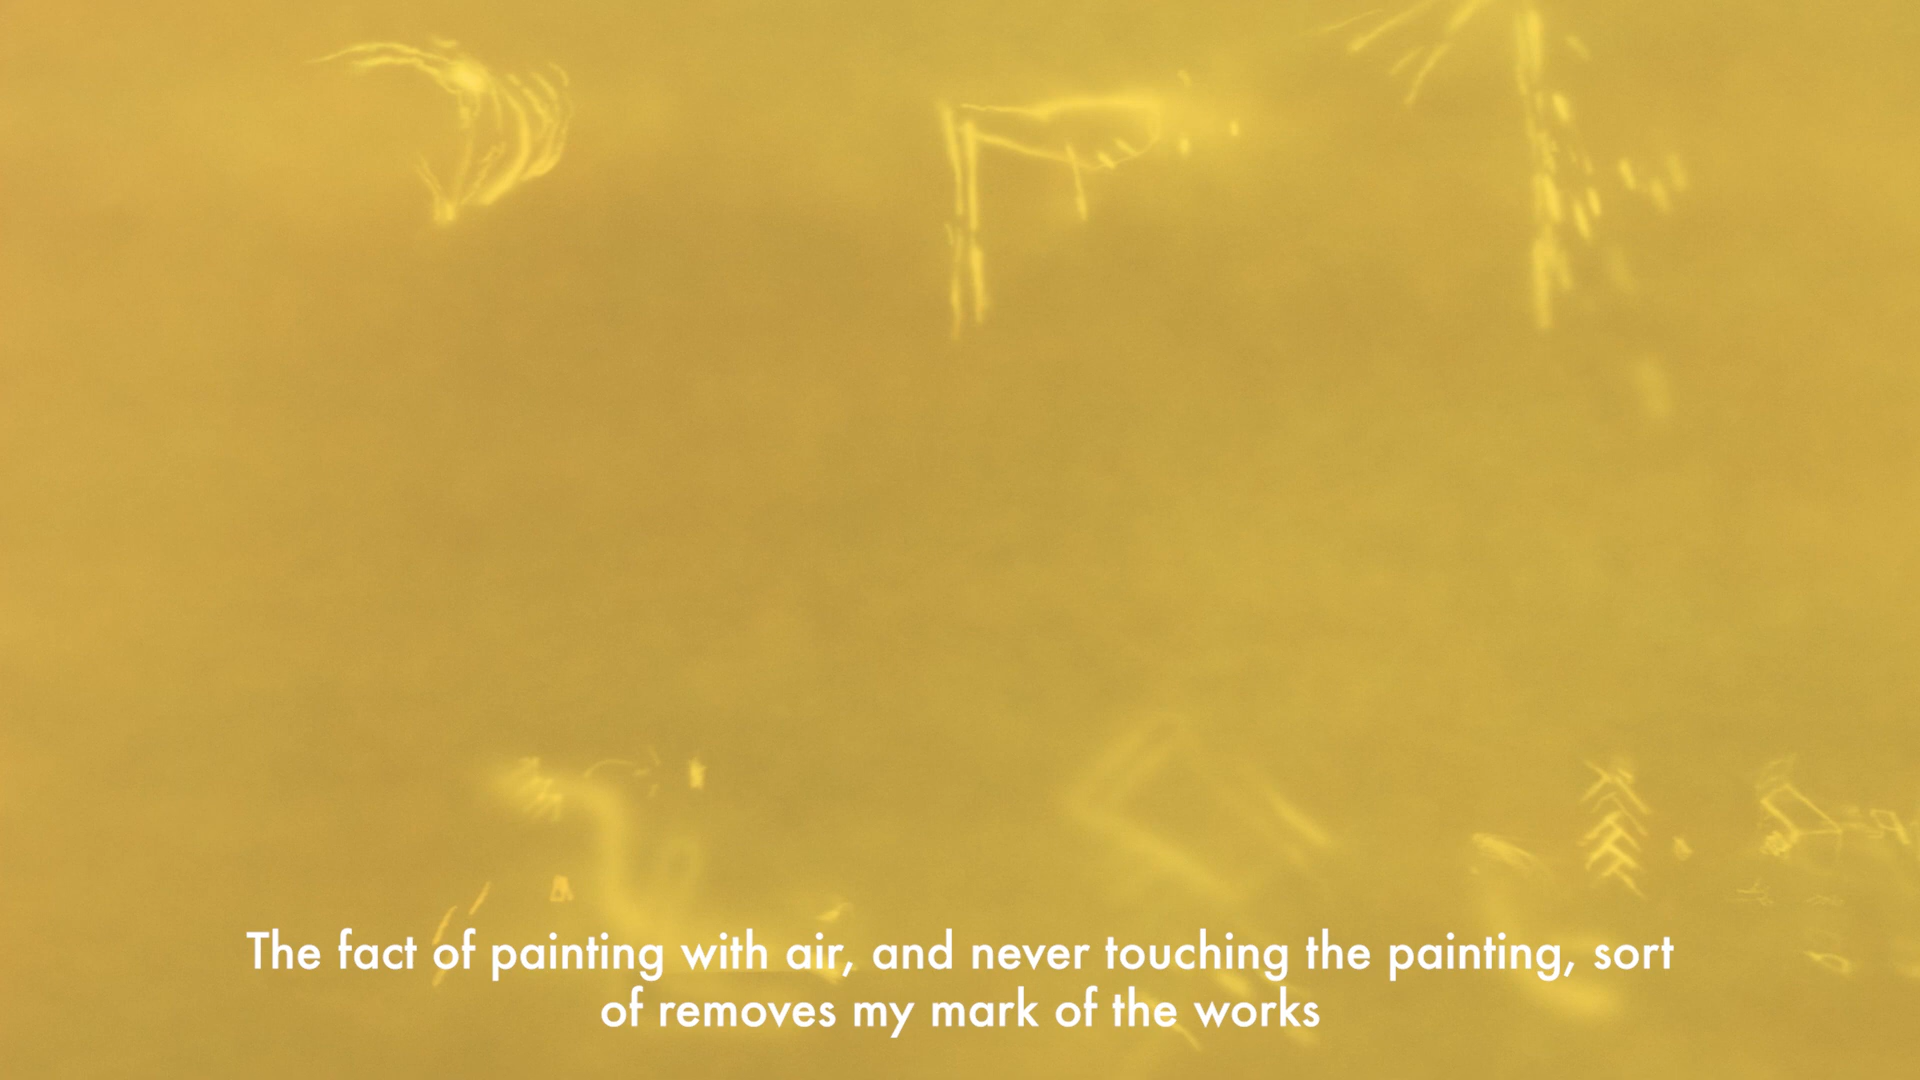 The fact of painting with air, and never touching the painting, sort
of removes my mark of the works